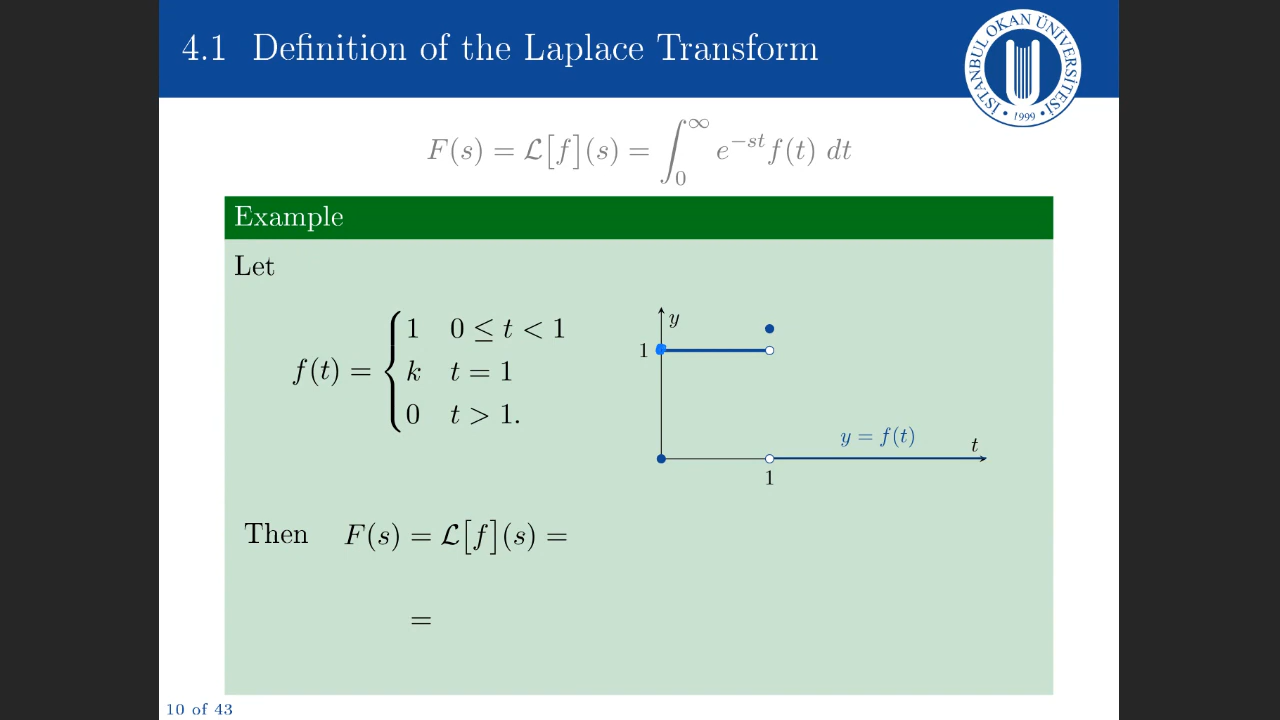 4.1 Definition of the Laplace Transform
İSTANBUL OKAN ÜNİVERSİTESİ
• 1999 •
F(s) = ℒ[f](s) = ∫₀^∞ e^{−st} f(t) dt
Example
Let
f(t) = { 1 0 ≤ t < 1
k t = 1
0 t > 1.
y
1
y = f(t)
t
1
Then F(s) = ℒ[f](s) =
=
10 of 43